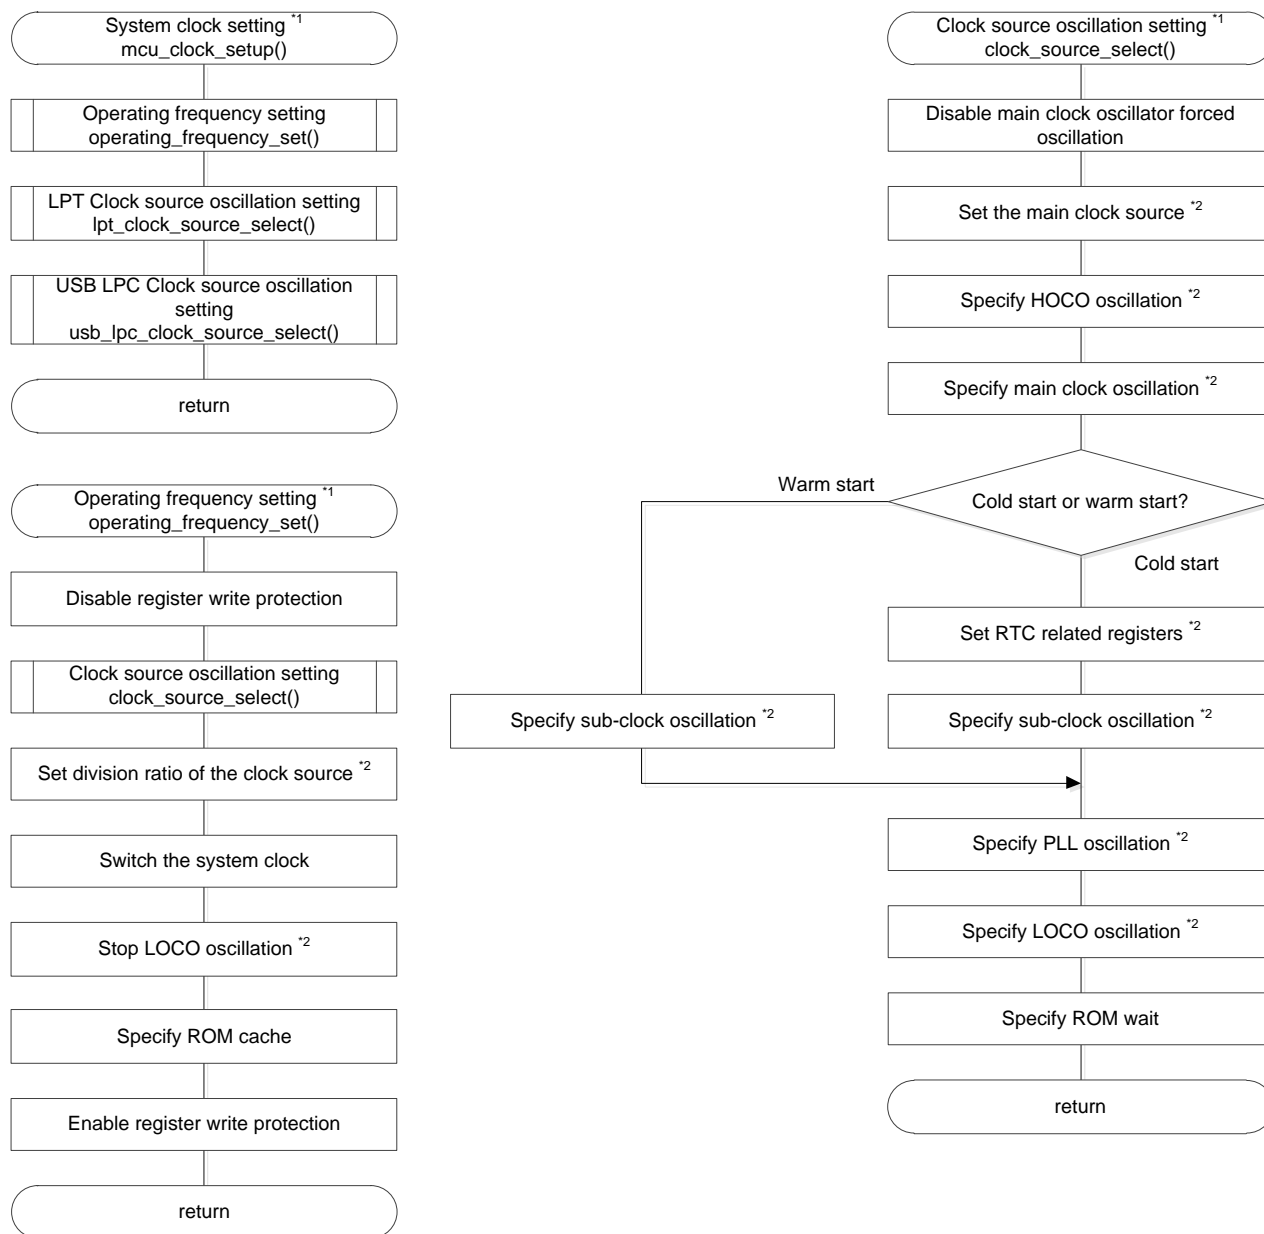 System clock setting *1
mcu_clock_setup()
Operating frequency setting
operating_frequency_set()
LPT Clock source oscillation setting
lpt_clock_source_select()
USB LPC Clock source oscillation
setting
usb_lpc_clock_source_select()
return
Operating frequency setting *1
operating_frequency_set()
Disable register write protection
Clock source oscillation setting
clock_source_select()
Set division ratio of the clock source *2
Switch the system clock
Stop LOCO oscillation *2
Specify ROM cache
Enable register write protection
return
Clock source oscillation setting *1
clock_source_select()
Disable main clock oscillator forced
oscillation
Set the main clock source *2
Specify HOCO oscillation *2
Specify main clock oscillation *2
Cold start or warm start?
Warm start
Cold start
Set RTC related registers *2
Specify sub-clock oscillation *2
Specify sub-clock oscillation *2
Specify PLL oscillation *2
Specify LOCO oscillation *2
Specify ROM wait
return